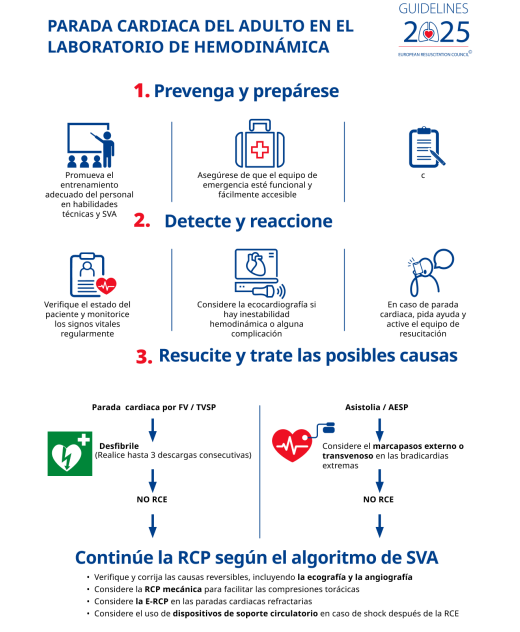 PARADA CARDIACA DEL ADULTO EN EL
LABORATORIO DE HEMODINÁMICA
GUIDELINES
2025
EUROPEAN RESUSCITATION COUNCIL©
1. Prevenga y prepárese
Promueva el
entrenamiento
adecuado del personal
en habilidades
técnicas y SVA
Asegúrese de que el equipo de
emergencia esté funcional y
fácilmente accesible
c
2. Detecte y reaccione
Verifique el estado del
paciente y monitorice
los signos vitales
regularmente
Considere la ecocardiografía si
hay inestabilidad
hemodinámica o alguna
complicación
En caso de parada
cardiaca, pida ayuda y
active el equipo de
resucitación
3. Resucite y trate las posibles causas
Parada cardiaca por FV / TVSP
Desfibrile
(Realice hasta 3 descargas consecutivas)
NO RCE
Asistolia / AESP
Considere el marcapasos externo o
transvenoso en las bradicardias
extremas
NO RCE
Continúe la RCP según el algoritmo de SVA
• Verifique y corrija las causas reversibles, incluyendo la ecografía y la angiografía
• Considere la RCP mecánica para facilitar las compresiones torácicas
• Considere la E-RCP en las paradas cardiacas refractarias
• Considere el uso de dispositivos de soporte circulatorio en caso de shock después de la RCE